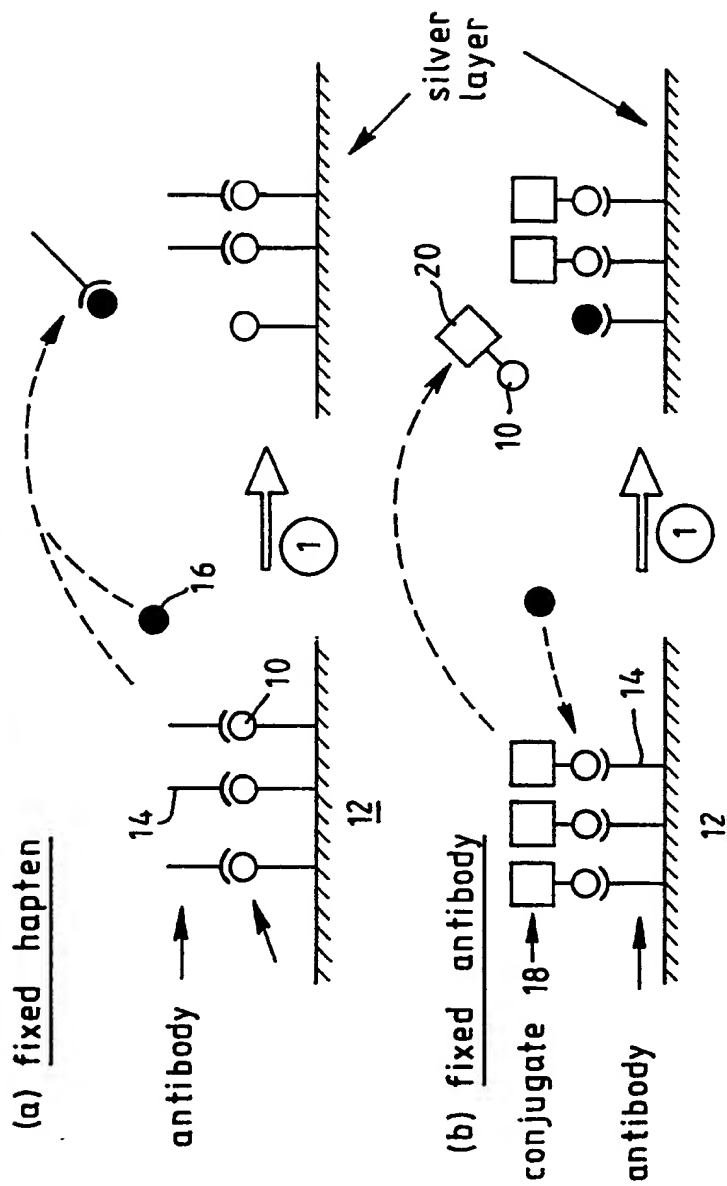 (a) fixed hapten
antibody
14
10
12
16
1
silver
layer
(b) fixed antibody
conjugate 18
antibody
14
12
20
10
1